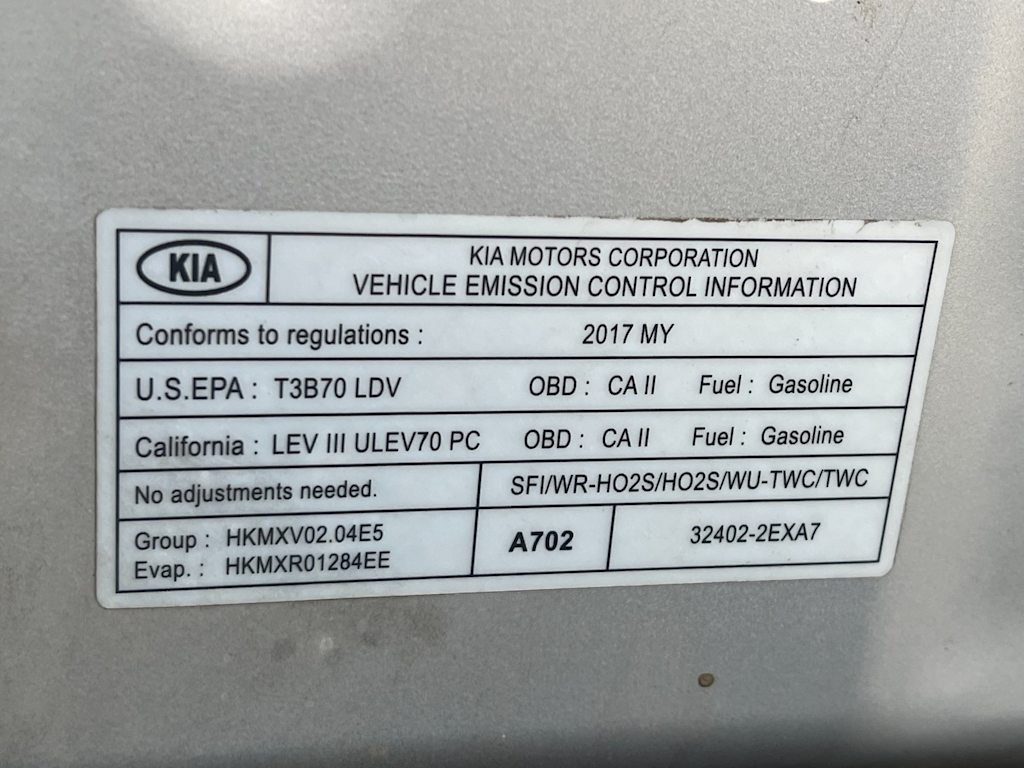 KIA
KIA MOTORS CORPORATION
VEHICLE EMISSION CONTROL INFORMATION
Conforms to regulations : 2017 MY
U.S.EPA : T3B70 LDV OBD : CA II Fuel : Gasoline
California : LEV III ULEV70 PC OBD : CA II Fuel : Gasoline
No adjustments needed. SFI/WR-HO2S/HO2S/WU-TWC/TWC
Group : HKMXV02.04E5
Evap. : HKMXR01284EE
A702
32402-2EXA7